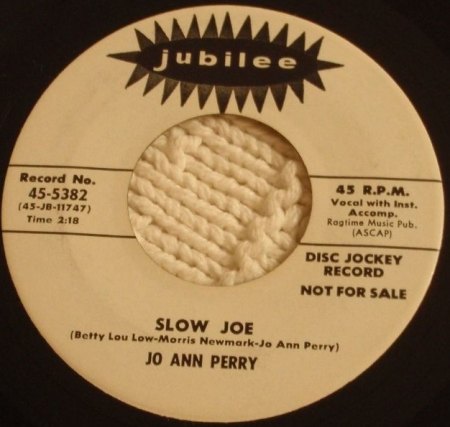 jubilee
Record No.
45-5382
(45-JB-11747)
Time 2:18
45 R.P.M.
Vocal with Inst.
Accomp.
Ragtime Music Pub.
(ASCAP)
DISC JOCKEY
RECORD
NOT FOR SALE
SLOW JOE
(Betty Lou Low-Morris Newmark-Jo Ann Perry)
JO ANN PERRY